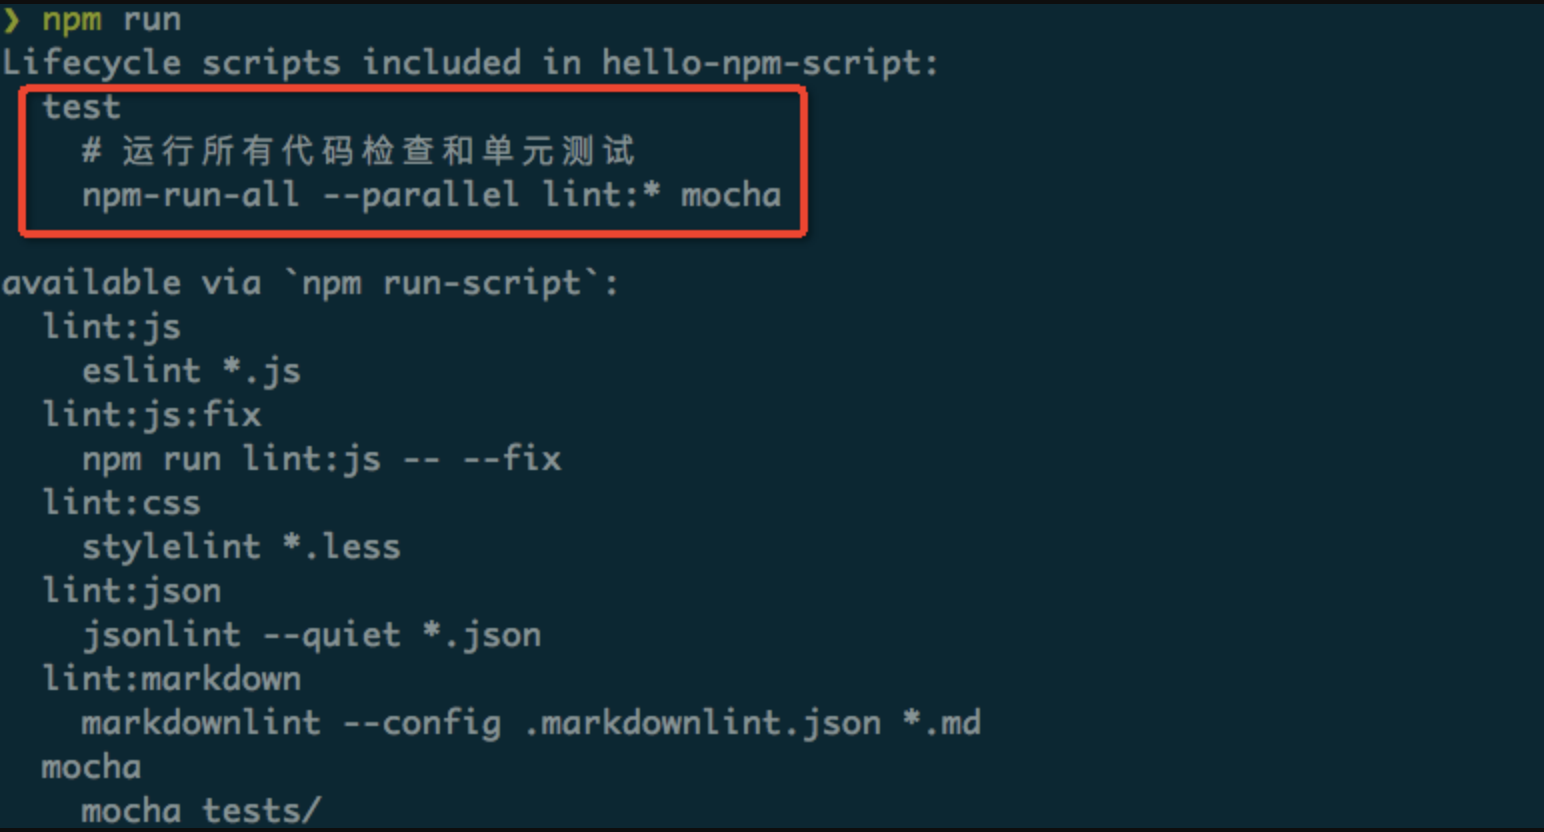 ❯ npm run
Lifecycle scripts included in hello-npm-script:
test
# 运行所有代码检查和单元测试
npm-run-all --parallel lint:* mocha
available via `npm run-script`:
lint:js
eslint *.js
lint:js:fix
npm run lint:js -- --fix
lint:css
stylelint *.less
lint:json
jsonlint --quiet *.json
lint:markdown
markdownlint --config .markdownlint.json *.md
mocha
mocha tests/